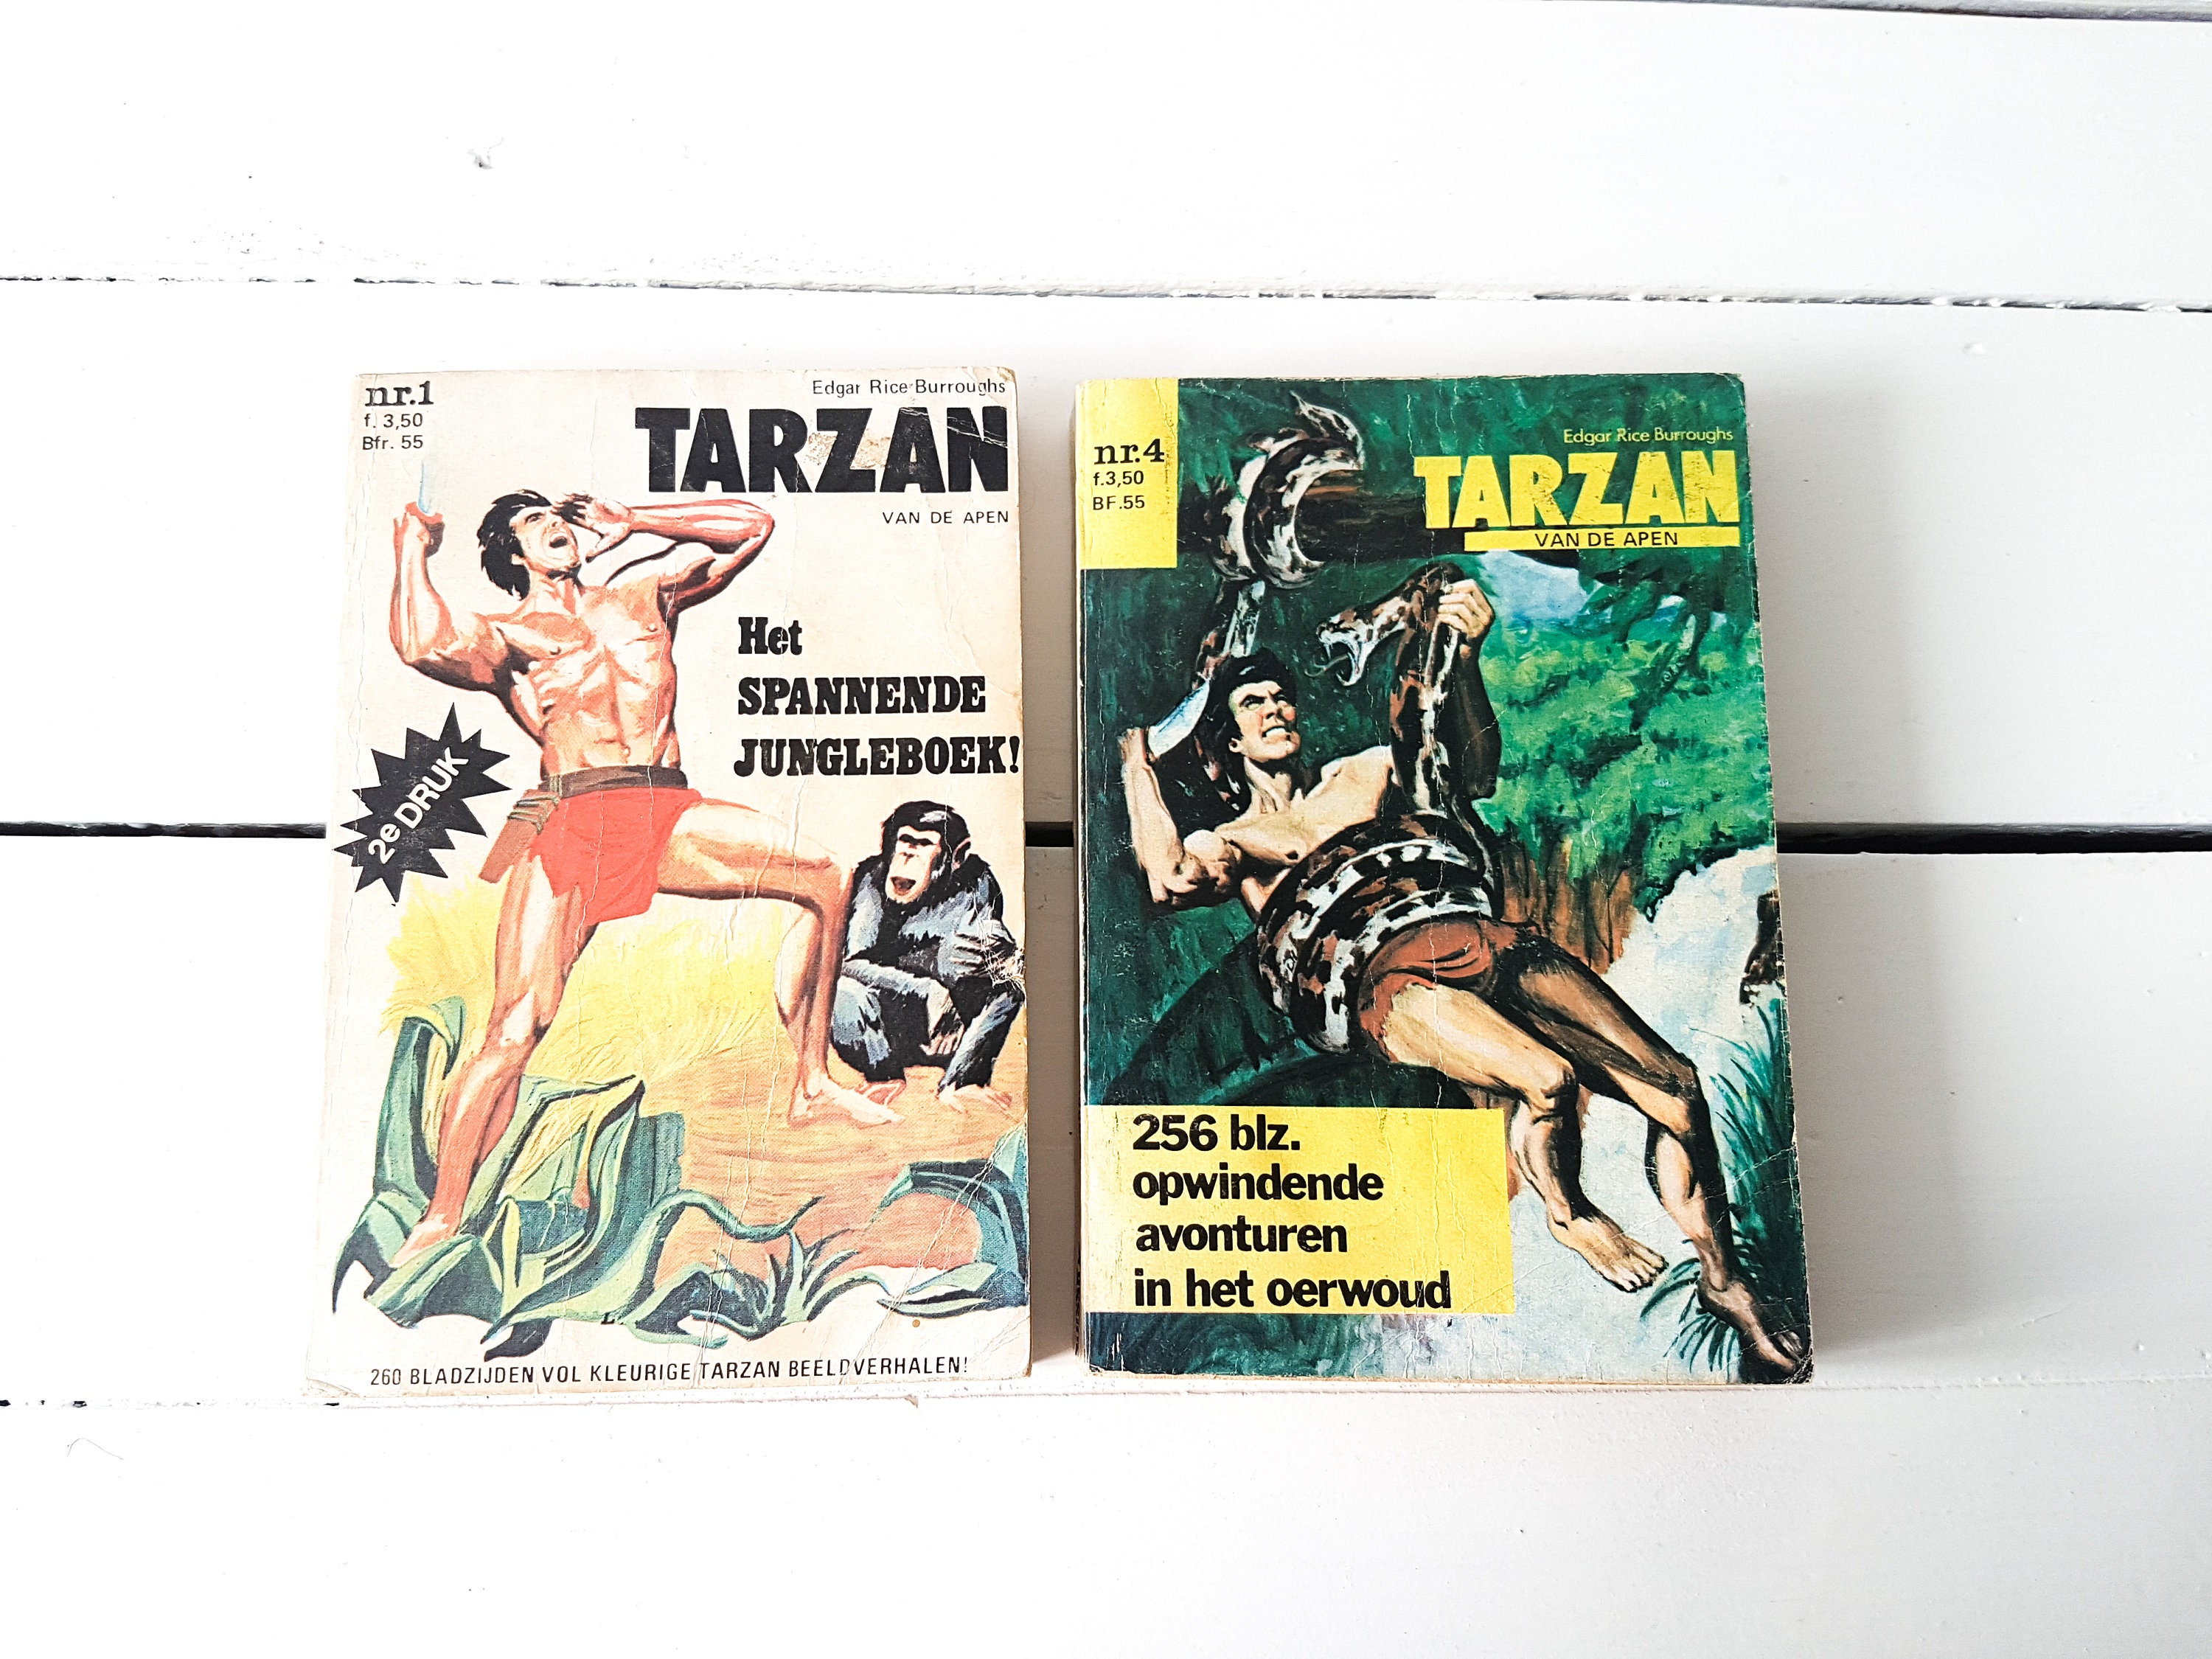 nr.1
f. 3,50
Bfr. 55
Edgar Rice Burroughs
TARZAN
VAN DE APEN
Het
SPANNENDE
JUNGLEBOEK!
2e DRUK
260 BLADZIJDEN VOL KLEURIGE TARZAN BEELDVERHALEN!
nr.4
f.3,50
BF.55
Edgar Rice Burroughs
TARZAN
VAN DE APEN
256 blz.
opwindende
avonturen
in het oerwoud